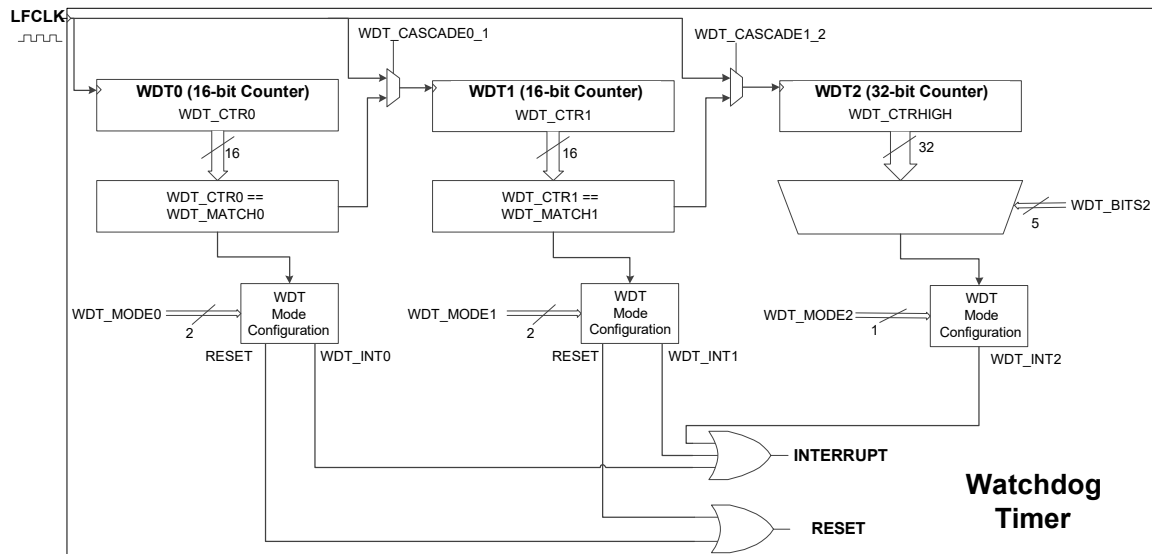 LFCLK
WDT_CASCADE0_1
WDT_CASCADE1_2
WDT0 (16-bit Counter)
WDT_CTR0
WDT1 (16-bit Counter)
WDT_CTR1
WDT2 (32-bit Counter)
WDT_CTRHIGH
16
16
32
WDT_CTR0 ==
WDT_MATCH0
WDT_CTR1 ==
WDT_MATCH1
WDT_BITS2
5
WDT_MODE0
2
WDT
Mode
Configuration
WDT_MODE1
2
WDT
Mode
Configuration
WDT_MODE2
1
WDT
Mode
Configuration
RESET
WDT_INT0
RESET
WDT_INT1
WDT_INT2
INTERRUPT
RESET
Watchdog
Timer